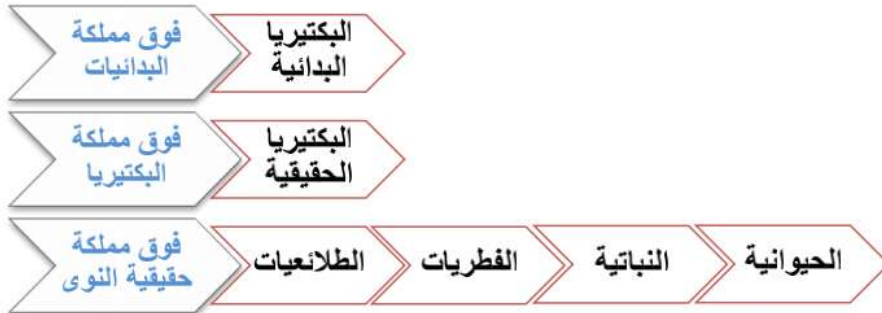 فوق مملكة
البدائيات
البكتيريا
البدائية
فوق مملكة
البكتيريا
البكتيريا
الحقيقية
فوق مملكة
حقيقية النوى
الطلائعيات
الفطريات
النباتية
الحيوانية